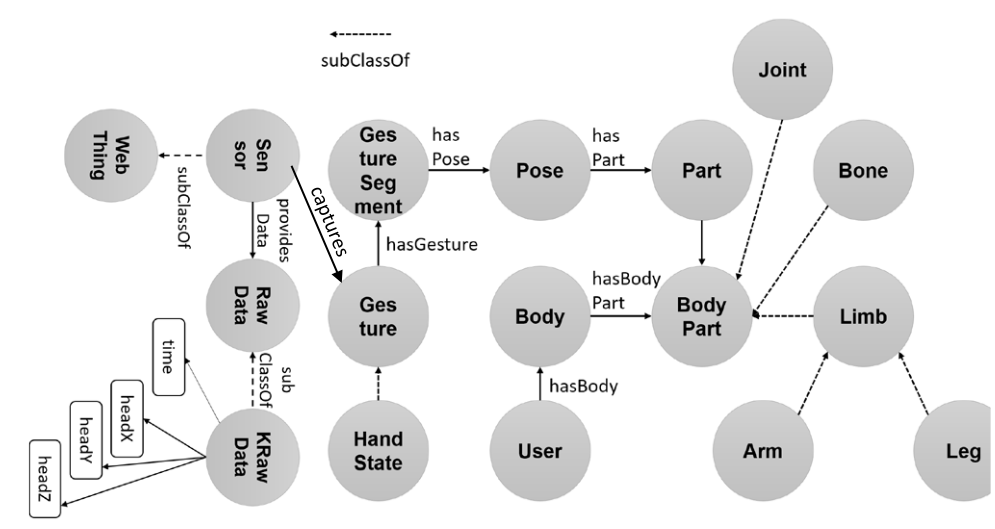 subClassOf
Joint
Web
Thing
subClassOf
Sen
sor
captures
Ges
ture
Seg
ment
has
Pose
Pose
has
Part
Part
Bone
provides
Data
hasGesture
Raw
Data
Ges
ture
Body
hasBody
Part
Body
Part
Limb
time
sub
ClassOf
hasBody
headX
headY
headZ
KRaw
Data
Hand
State
User
Arm
Leg